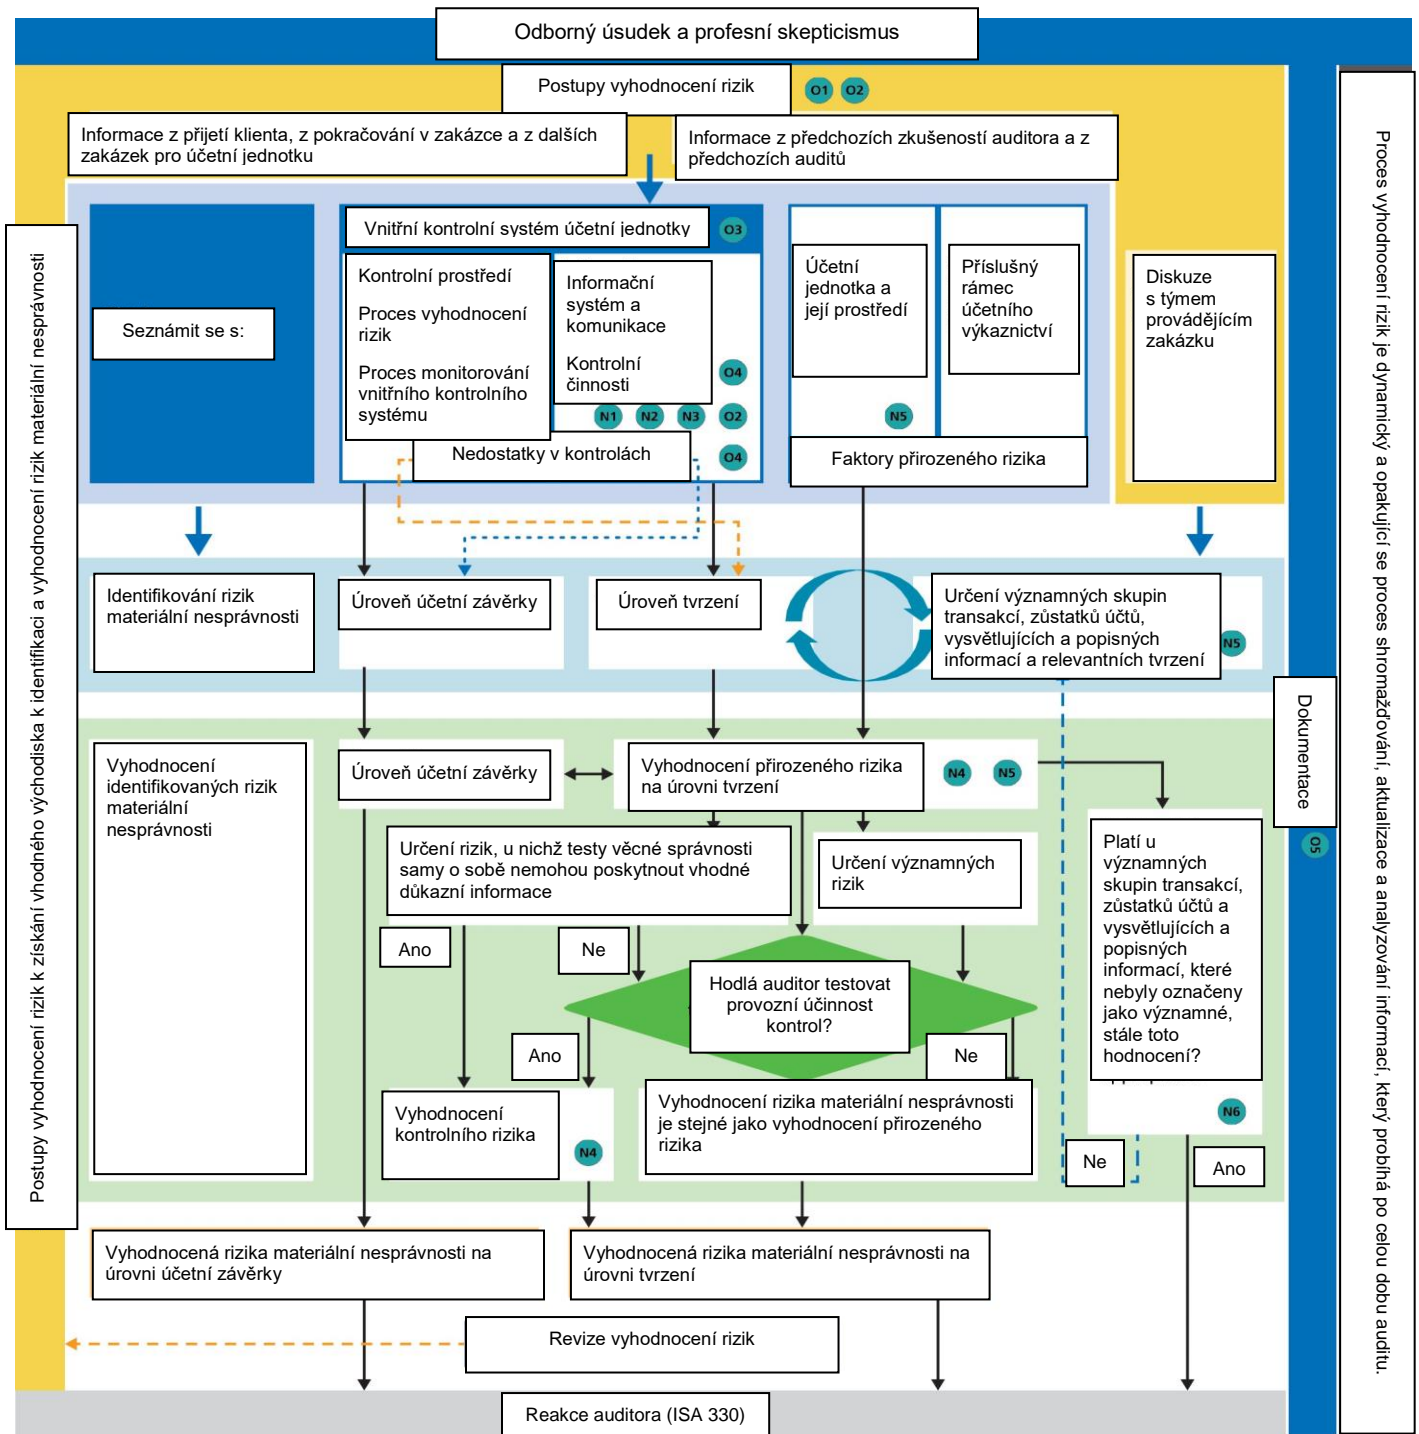 Odborný úsudek a profesní skepticismus
Postupy vyhodnocení rizik
O1
O2
Informace z přijetí klienta, z pokračování v zakázce a z dalších
zakázek pro účetní jednotku
Informace z předchozích zkušeností auditora a z
předchozích auditů
Postupy vyhodnocení rizik k získání vhodného východiska k identifikaci a vyhodnocení rizik materiální nesprávnosti
Seznámit se s:
Vnitřní kontrolní systém účetní jednotky
O3
Kontrolní prostředí
Proces vyhodnocení
rizik
Proces monitorování
vnitřního kontrolního
systému
Informační
systém a
komunikace
Kontrolní
činnosti
O4
N1
N2
N3
O2
Nedostatky v kontrolách
O4
Účetní
jednotka a
její prostředí
N5
Příslušný
rámec
účetního
výkaznictví
Faktory přirozeného rizika
Diskuze
s týmem
provádějícím
zakázku
Identifikování rizik
materiální nesprávnosti
Úroveň účetní závěrky
Úroveň tvrzení
Určení významných skupin
transakcí, zůstatků účtů,
vysvětlujících a popisných
informací a relevantních tvrzení
N5
Vyhodnocení
identifikovaných rizik
materiální
nesprávnosti
Úroveň účetní závěrky
Vyhodnocení přirozeného rizika
na úrovni tvrzení
N4
N5
Určení rizik, u nichž testy věcné správnosti
samy o sobě nemohou poskytnout vhodné
důkazní informace
Určení významných
rizik
Platí u
významných
skupin transakcí,
zůstatků účtů a
vysvětlujících a
popisných
informací, které
nebyly označeny
jako významné,
stále toto
hodnocení?
N6
Ano
Ne
Hodlá auditor testovat
provozní účinnost
kontrol?
Ano
Ne
Vyhodnocení
kontrolního rizika
N4
Vyhodnocení rizika materiální nesprávnosti
je stejné jako vyhodnocení přirozeného
rizika
Ne
Ano
Vyhodnocená rizika materiální nesprávnosti na
úrovni účetní závěrky
Vyhodnocená rizika materiální nesprávnosti na
úrovni tvrzení
Revize vyhodnocení rizik
Reakce auditora (ISA 330)
Dokumentace
O5
Proces vyhodnocení rizik je dynamický a opakující se proces shromažďování, aktualizace a analyzování informací, který probíhá po celou dobu auditu.